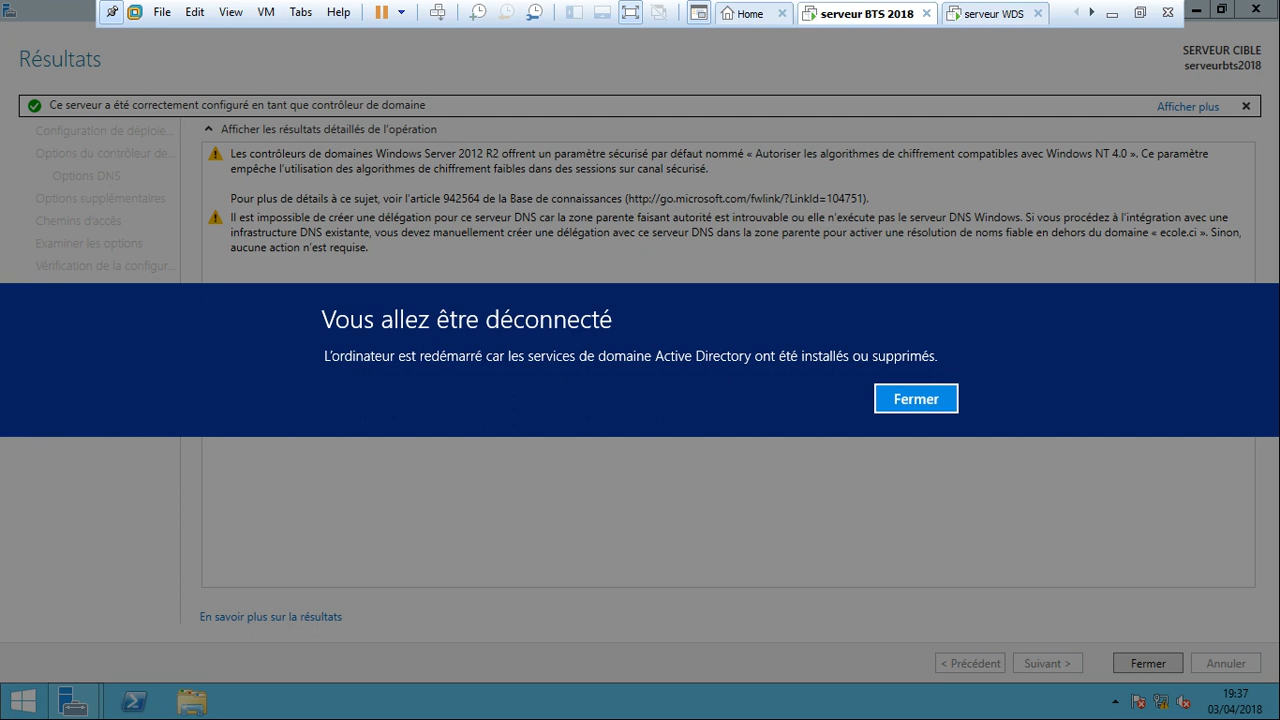 File Edit View VM Tabs Help Home serveur BTS 2018 serveur WDS
Résultats
SERVEUR CIBLE
serveurbts2018
Ce serveur a été correctement configuré en tant que contrôleur de domaine
Afficher plus
Configuration de déploie...
Options du contrôleur de...
Options DNS
Options supplémentaires
Chemins d'accès
Examiner les options
Vérification de la configur...
Afficher les résultats détaillés de l'opération
Les contrôleurs de domaines Windows Server 2012 R2 offrent un paramètre sécurisé par défaut nommé « Autoriser les algorithmes de chiffrement compatibles avec Windows NT 4.0 ». Ce paramètre
empêche l'utilisation des algorithmes de chiffrement faibles dans des sessions sur canal sécurisé.
Pour plus de détails à ce sujet, voir l'article 942564 de la Base de connaissances (http://go.microsoft.com/fwlink/?LinkId=104751).
Il est impossible de créer une délégation pour ce serveur DNS car la zone parente faisant autorité est introuvable ou elle n'exécute pas le serveur DNS Windows. Si vous procédez à l'intégration avec une
infrastructure DNS existante, vous devez manuellement créer une délégation avec ce serveur DNS dans la zone parente pour activer une résolution de noms fiable en dehors du domaine « ecole.ci ». Sinon,
aucune action n'est requise.
Vous allez être déconnecté
L'ordinateur est redémarré car les services de domaine Active Directory ont été installés ou supprimés.
Fermer
En savoir plus sur la résultats
< Précédent Suivant > Fermer Annuler
19:37
03/04/2018